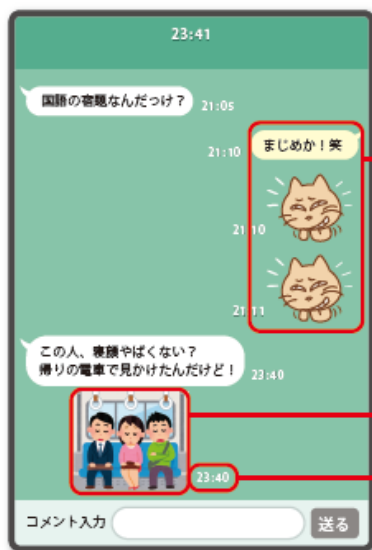 23:41
国語の宿題なんだっけ？ 21:05
21:10 まじめか！笑
21:10
21:11
この人、寝顔やばくない？
帰りの電車で見かけたんだけど！ 23:40
23:40
コメント入力 送る